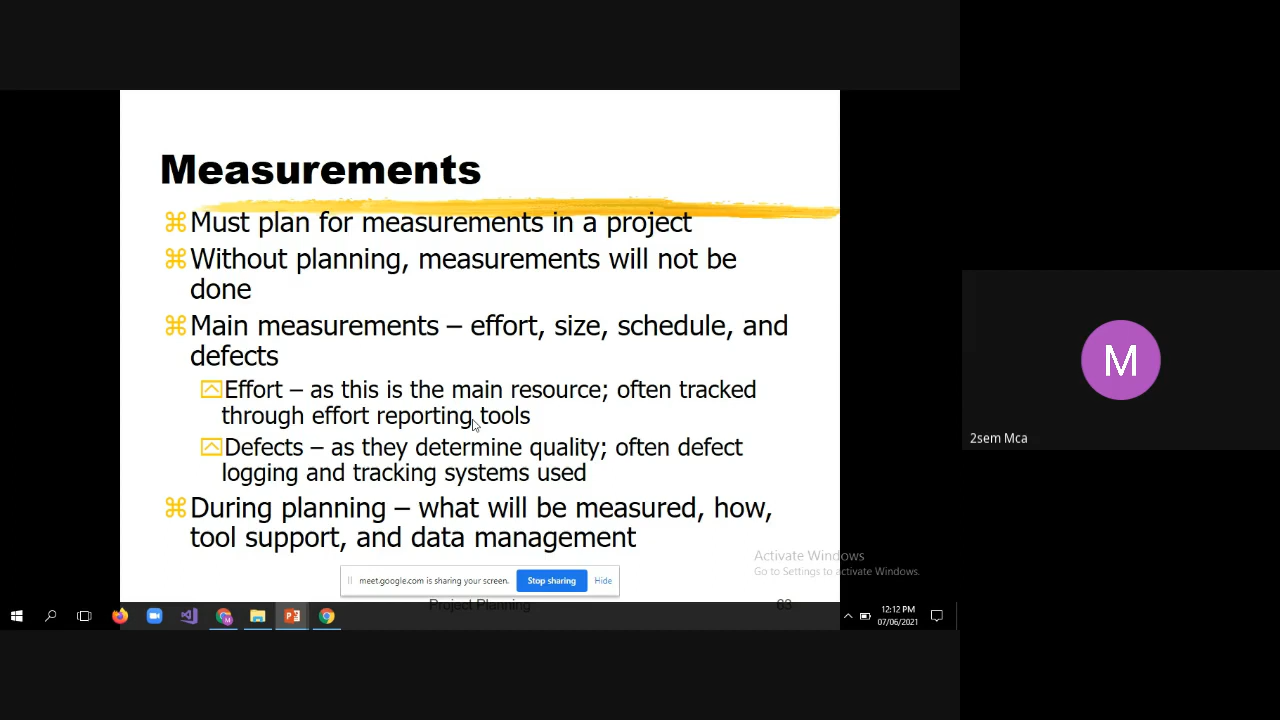 Measurements
⌘Must plan for measurements in a project
⌘Without planning, measurements will not be
done
⌘Main measurements – effort, size, schedule, and
defects
Effort – as this is the main resource; often tracked
through effort reporting tools
Defects – as they determine quality; often defect
logging and tracking systems used
⌘During planning – what will be measured, how,
tool support, and data management
Activate Windows
Go to Settings to activate Windows.
meet.google.com is sharing your screen.
Stop sharing
Hide
Project Planning
63
12:12 PM
07/06/2021
M
2sem Mca